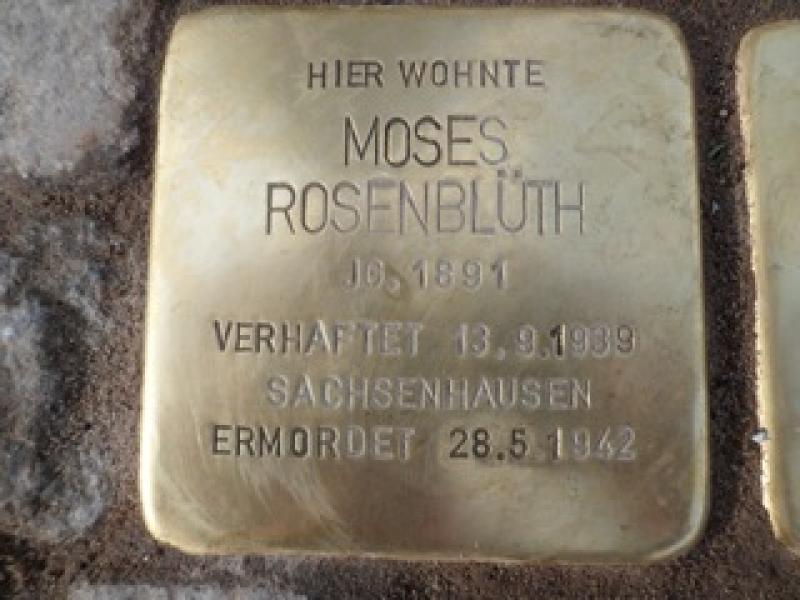 HIER WOHNTE
MOSES
ROSENBLÜTH
JG. 1891
VERHAFTET 13.9.1939
SACHSENHAUSEN
ERMORDET 28.5.1942